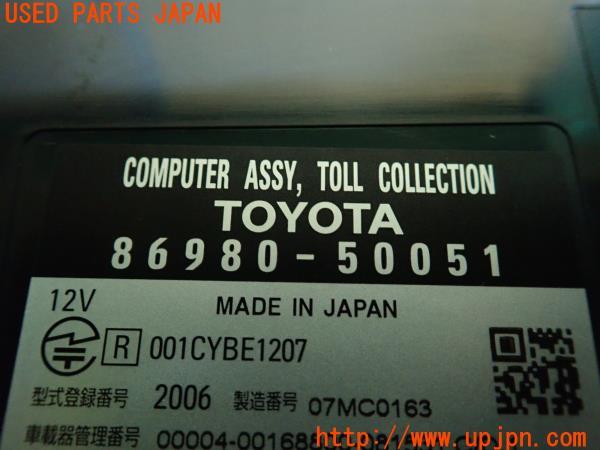 USED PARTS JAPAN
COMPUTER ASSY, TOLL COLLECTION
TOYOTA
86980-50051
12V MADE IN JAPAN
R 001CYBE1207
型式登録番号 2006 製造番号 07MC0163
車載器管理番号
http://www.upjpn.com